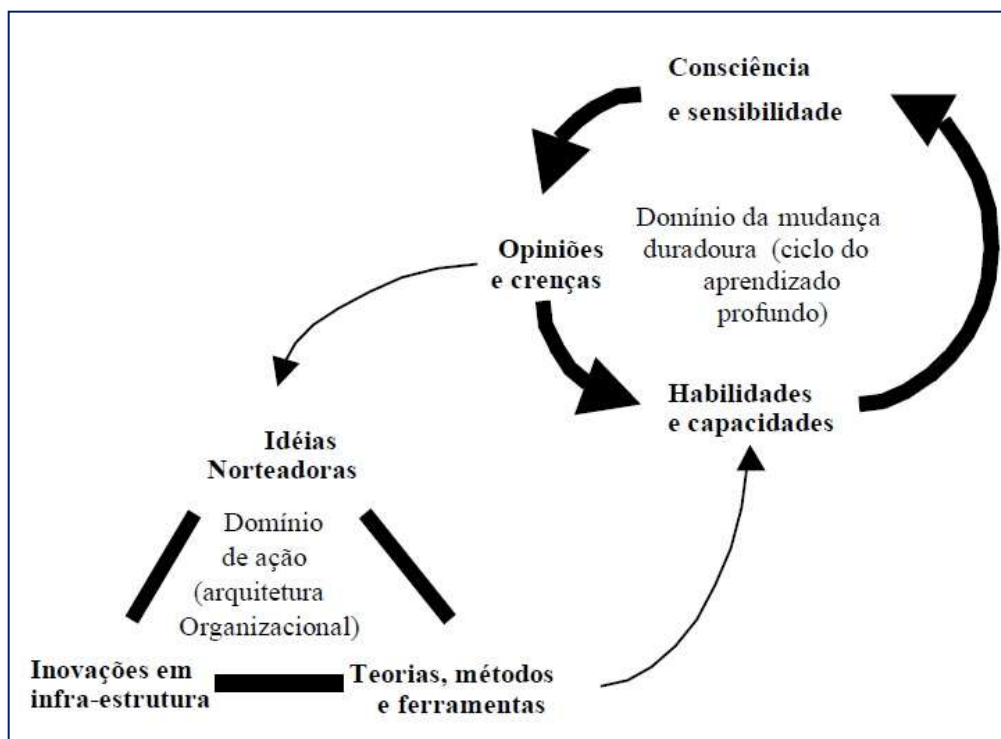 Consciência
e sensibilidade
Domínio da mudança
duradoura (ciclo do
aprendizado
profundo)
Opiniões
e crenças
Habilidades
e capacidades
Idéias
Norteadoras
Domínio
de ação
(arquitetura
Organizacional)
Inovações em
infra-estrutura
Teorias, métodos
e ferramentas